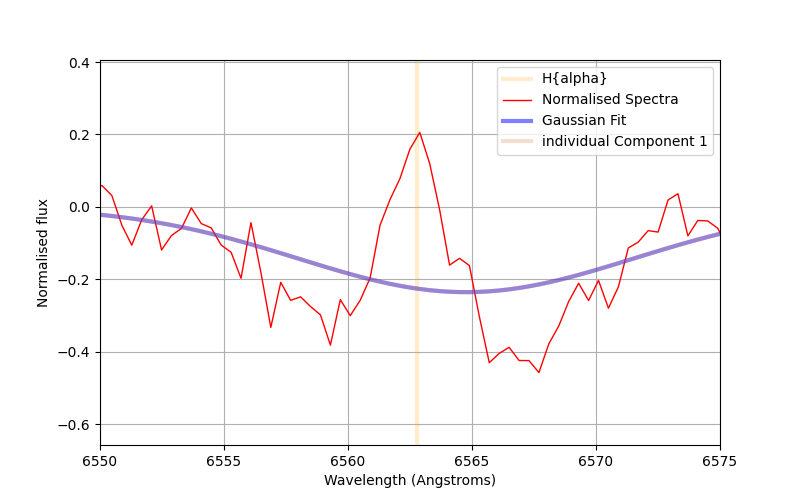 0.4
0.2
0.0
−0.2
−0.4
−0.6
Normalised flux
H{alpha}
Normalised Spectra
Gaussian Fit
individual Component 1
6550
6555
6560
6565
6570
6575
Wavelength (Angstroms)